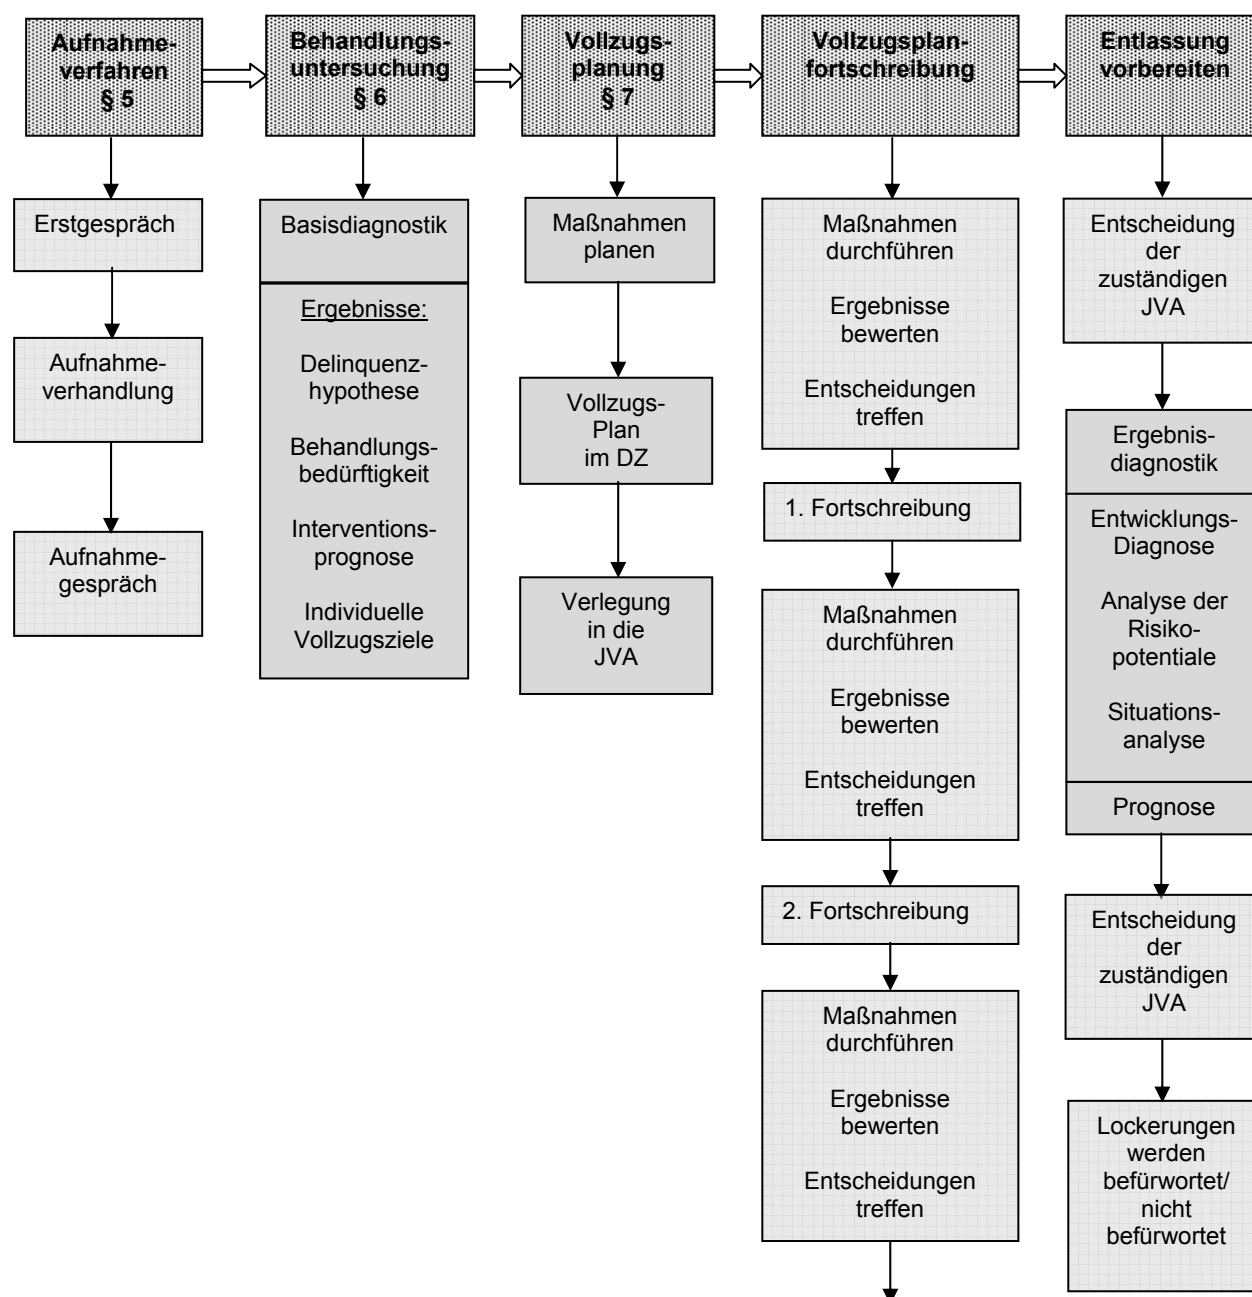 Aufnahme-
verfahren
§ 5
Behandlungs-
untersuchung
§ 6
Vollzugs-
planung
§ 7
Vollzugsplan-
fortschreibung
Entlassung
vorbereiten
Erstgespräch
Aufnahme-
verhandlung
Aufnahme-
gespräch
Basisdiagnostik
Ergebnisse:
Delinquenz-
hypothese
Behandlungs-
bedürftigkeit
Interventions-
prognose
Individuelle
Vollzugsziele
Maßnahmen
planen
Vollzugs-
Plan
im DZ
Verlegung
in die
JVA
Maßnahmen
durchführen
Ergebnisse
bewerten
Entscheidungen
treffen
1. Fortschreibung
Maßnahmen
durchführen
Ergebnisse
bewerten
Entscheidungen
treffen
2. Fortschreibung
Maßnahmen
durchführen
Ergebnisse
bewerten
Entscheidungen
treffen
Entscheidung
der
zuständigen
JVA
Ergebnis-
diagnostik
Entwicklungs-
Diagnose
Analyse der
Risiko-
potentiale
Situations-
analyse
Prognose
Entscheidung
der
zuständigen
JVA
Lockerungen
werden
befürwortet/
nicht
befürwortet